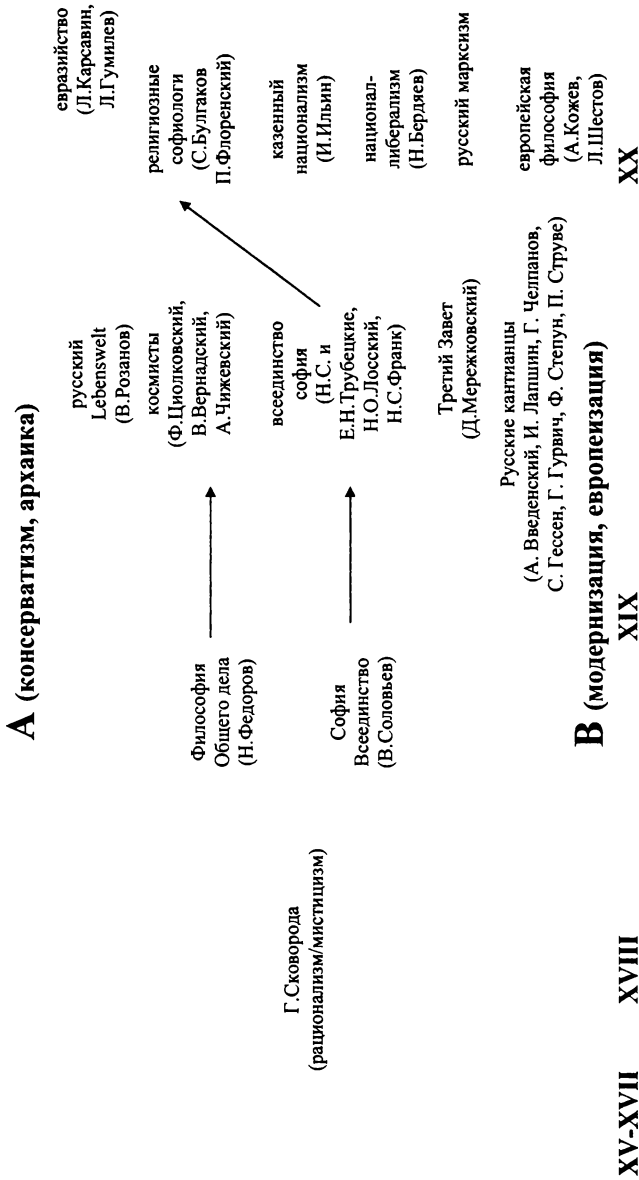 А (консерватизм, архаика)
Г.Сковорода
(рационализм/мистицизм)
Философия
Общего дела
(Н.Федоров)
София
Всеединство
(В.Соловьев)
русский
Lebenswelt
(В.Розанов)
космисты
(Ф.Циолковский,
В.Вернадский,
А.Чижевский)
всеединство
софия
(Н.С. и
Е.Н.Трубецкие,
Н.О.Лосский,
Н.С.Франк)
Третий Завет
(Д.Мережковский)
Русские кантианцы
(А. Введенский, И. Лапшин, Г. Челпанов,
С. Гессен, Г. Гурвич, Ф. Степун, П. Струве)
евразийство
(Л.Карсавин,
Л.Гумилев)
религиозные
софиологи
(С.Булгаков
П.Флоренский)
казенный
национализм
(И.Ильин)
национал-
либерализм
(Н.Бердяев)
русский марксизм
европейская
философия
(А.Кожев,
Л.Шестов)
В (модернизация, европеизация)
XV-XVII
XVIII
XIX
XX